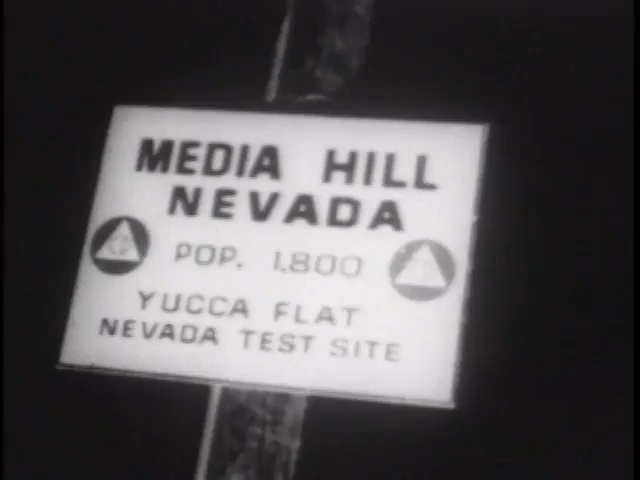 MEDIA HILL
NEVADA
POP. 1,800
YUCCA FLAT
NEVADA TEST SITE